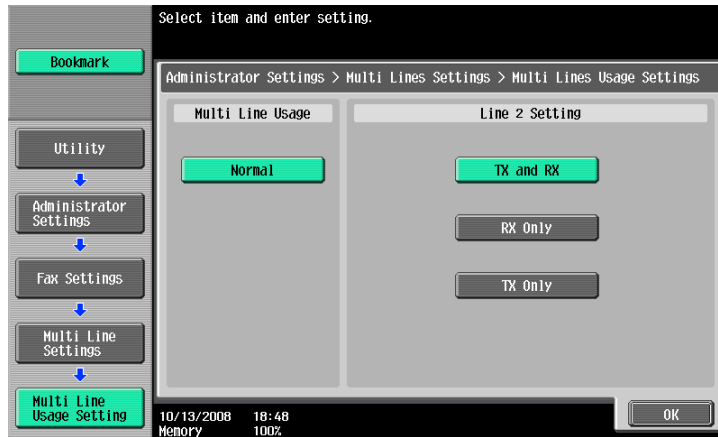 Select item and enter setting.
Bookmark
Administrator Settings > Multi Lines Settings > Multi Lines Usage Settings
Multi Line Usage
Line 2 Setting
Utility
Normal
TX and RX
Administrator
Settings
RX Only
Fax Settings
TX Only
Multi Line
Settings
Multi Line
Usage Setting
10/13/2008 18:48
Memory 100%
OK